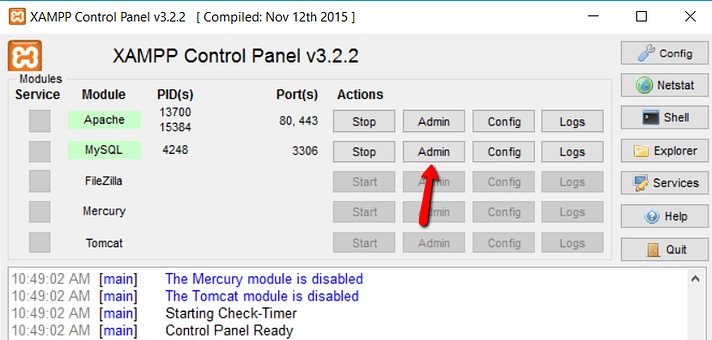 XAMPP Control Panel v3.2.2 [ Compiled: Nov 12th 2015 ]
XAMPP Control Panel v3.2.2
Config
Modules
Service Module PID(s) Port(s) Actions
Netstat
Apache 13700 15384 80, 443 Stop Admin Config Logs
Shell
MySQL 4248 3306 Stop Admin Config Logs
Explorer
FileZilla Start Admin Config Logs
Services
Mercury Start Admin Config Logs
Help
Tomcat Start Admin Config Logs
Quit
10:49:02 AM [main] The Mercury module is disabled
10:49:02 AM [main] The Tomcat module is disabled
10:49:02 AM [main] Starting Check-Timer
10:49:02 AM [main] Control Panel Ready